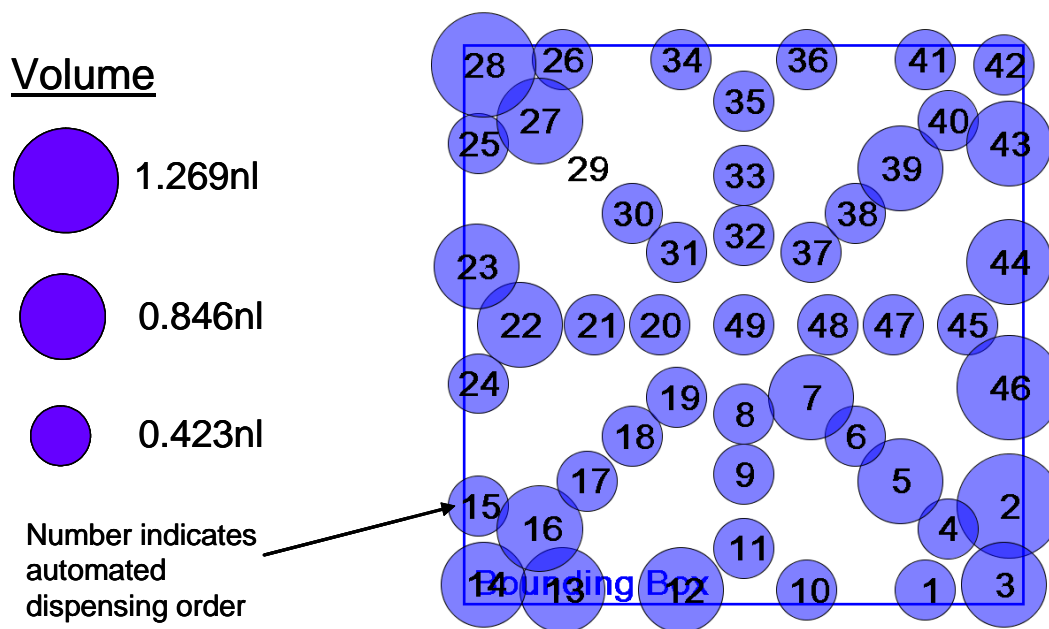 Volume
1.269nl
0.846nl
0.423nl
Number indicates
automated
dispensing order
28 26 34 36 41 42
35
27 40
25 43
29 33 39
30 38
32
31 37
23 44
22 21 20 49 48 47 45
24 46
19 7
8
18 6
9
17 5
15 2
16 4
11
14 13 12 10 1 3
Bounding Box